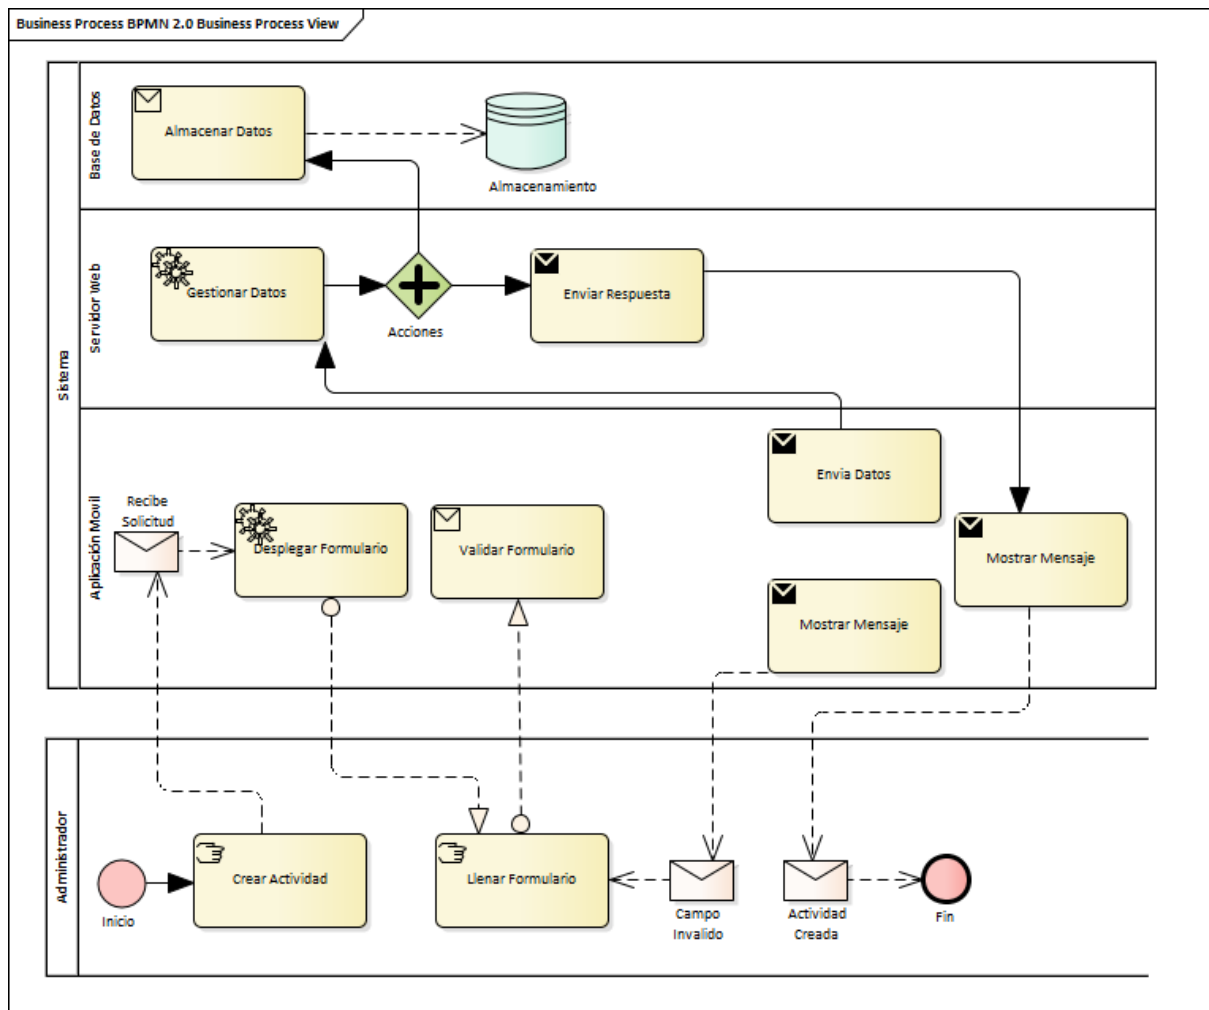 Business Process BPMN 2.0 Business Process View
Sistema
Base de Datos
Almacenar Datos
Almacenamiento
Servidor Web
Gestionar Datos
Acciones
Enviar Respuesta
Aplicación Movil
Recibe
Solicitud
Desplegar Formulario
Validar Formulario
Envia Datos
Mostrar Mensaje
Mostrar Mensaje
Administrador
Inicio
Crear Actividad
Llenar Formulario
Campo
Invalido
Actividad
Creada
Fin